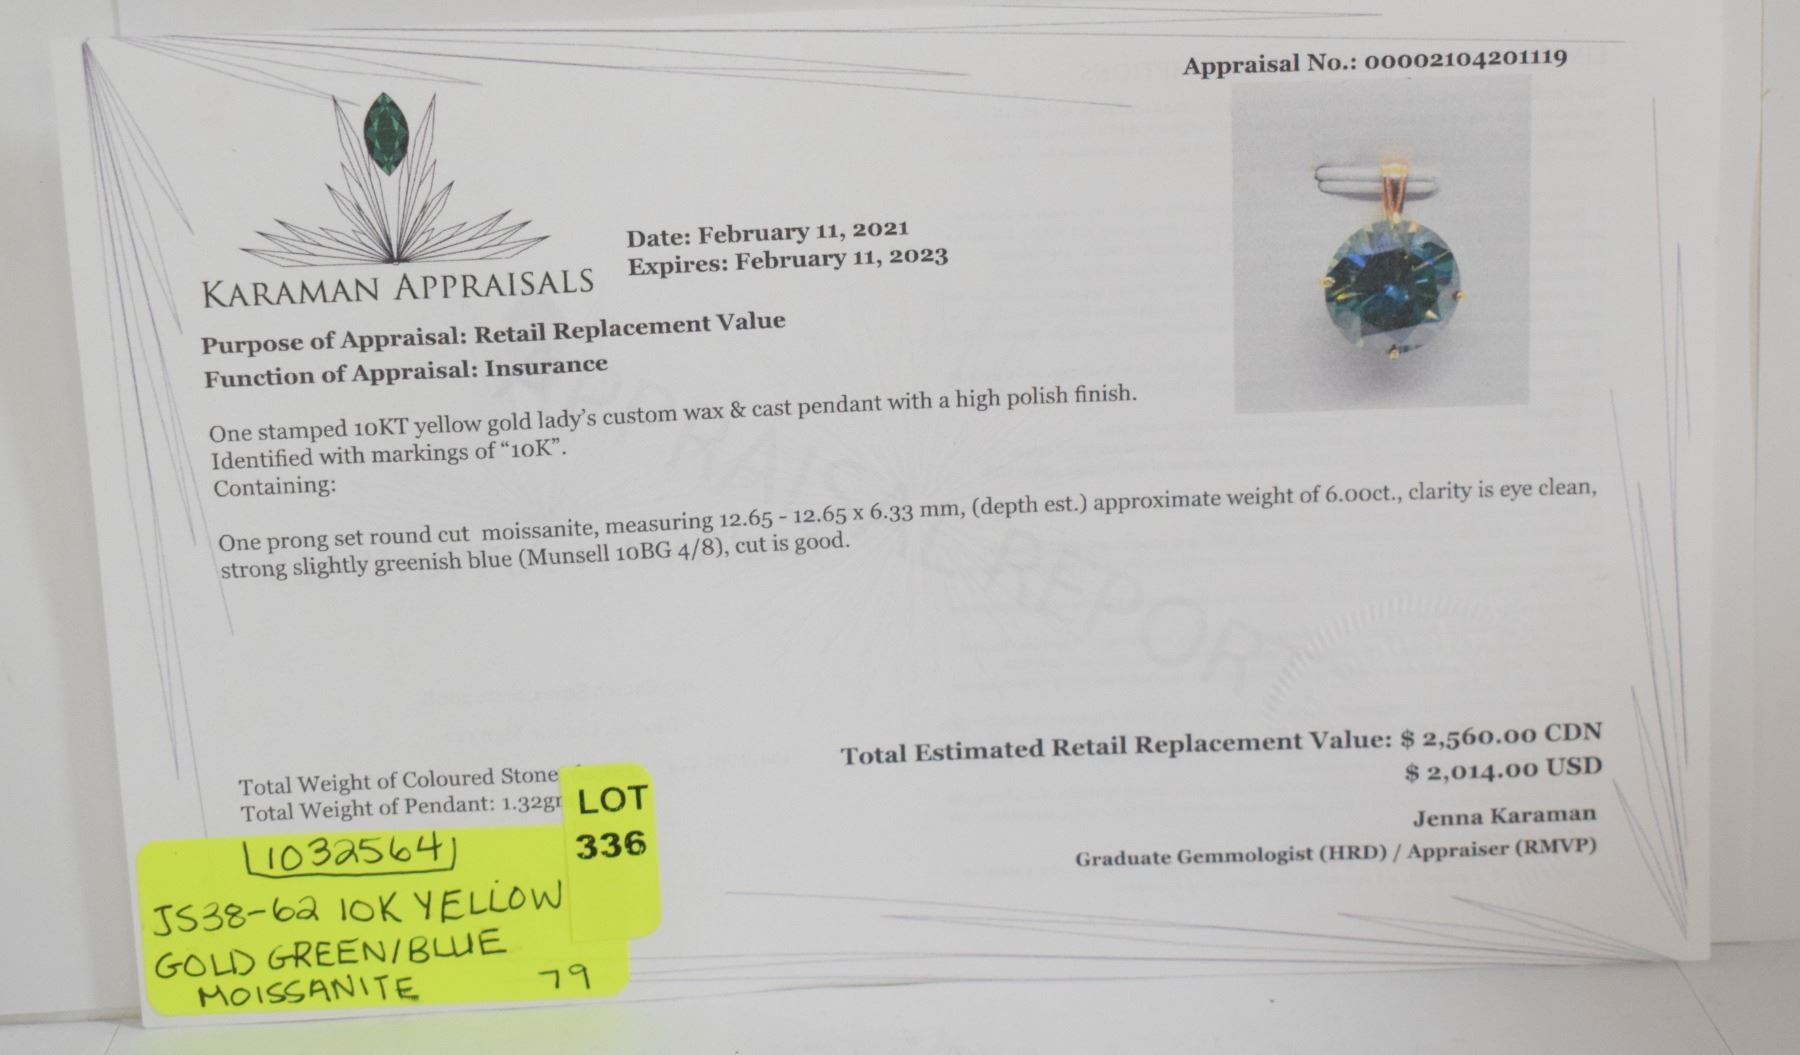 Appraisal No.: 00002104201119
KARAMAN APPRAISALS
Date: February 11, 2021
Expires: February 11, 2023
Purpose of Appraisal: Retail Replacement Value
Function of Appraisal: Insurance
One stamped 10KT yellow gold lady's custom wax & cast pendant with a high polish finish.
Identified with markings of "10K".
Containing:
One prong set round cut moissanite, measuring 12.65 - 12.65 x 6.33 mm, (depth est.) approximate weight of 6.00ct., clarity is eye clean,
strong slightly greenish blue (Munsell 10BG 4/8), cut is good.
APPRAISAL REPORT
Total Estimated Retail Replacement Value: $ 2,560.00 CDN
$ 2,014.00 USD
Jenna Karaman
Graduate Gemmologist (HRD) / Appraiser (RMVP)
Total Weight of Coloured Stone
Total Weight of Pendant: 1.32gr
LOT
336
1032564
JS38-62 10K YELLOW
GOLD GREEN/BLUE
MOISSANITE 79